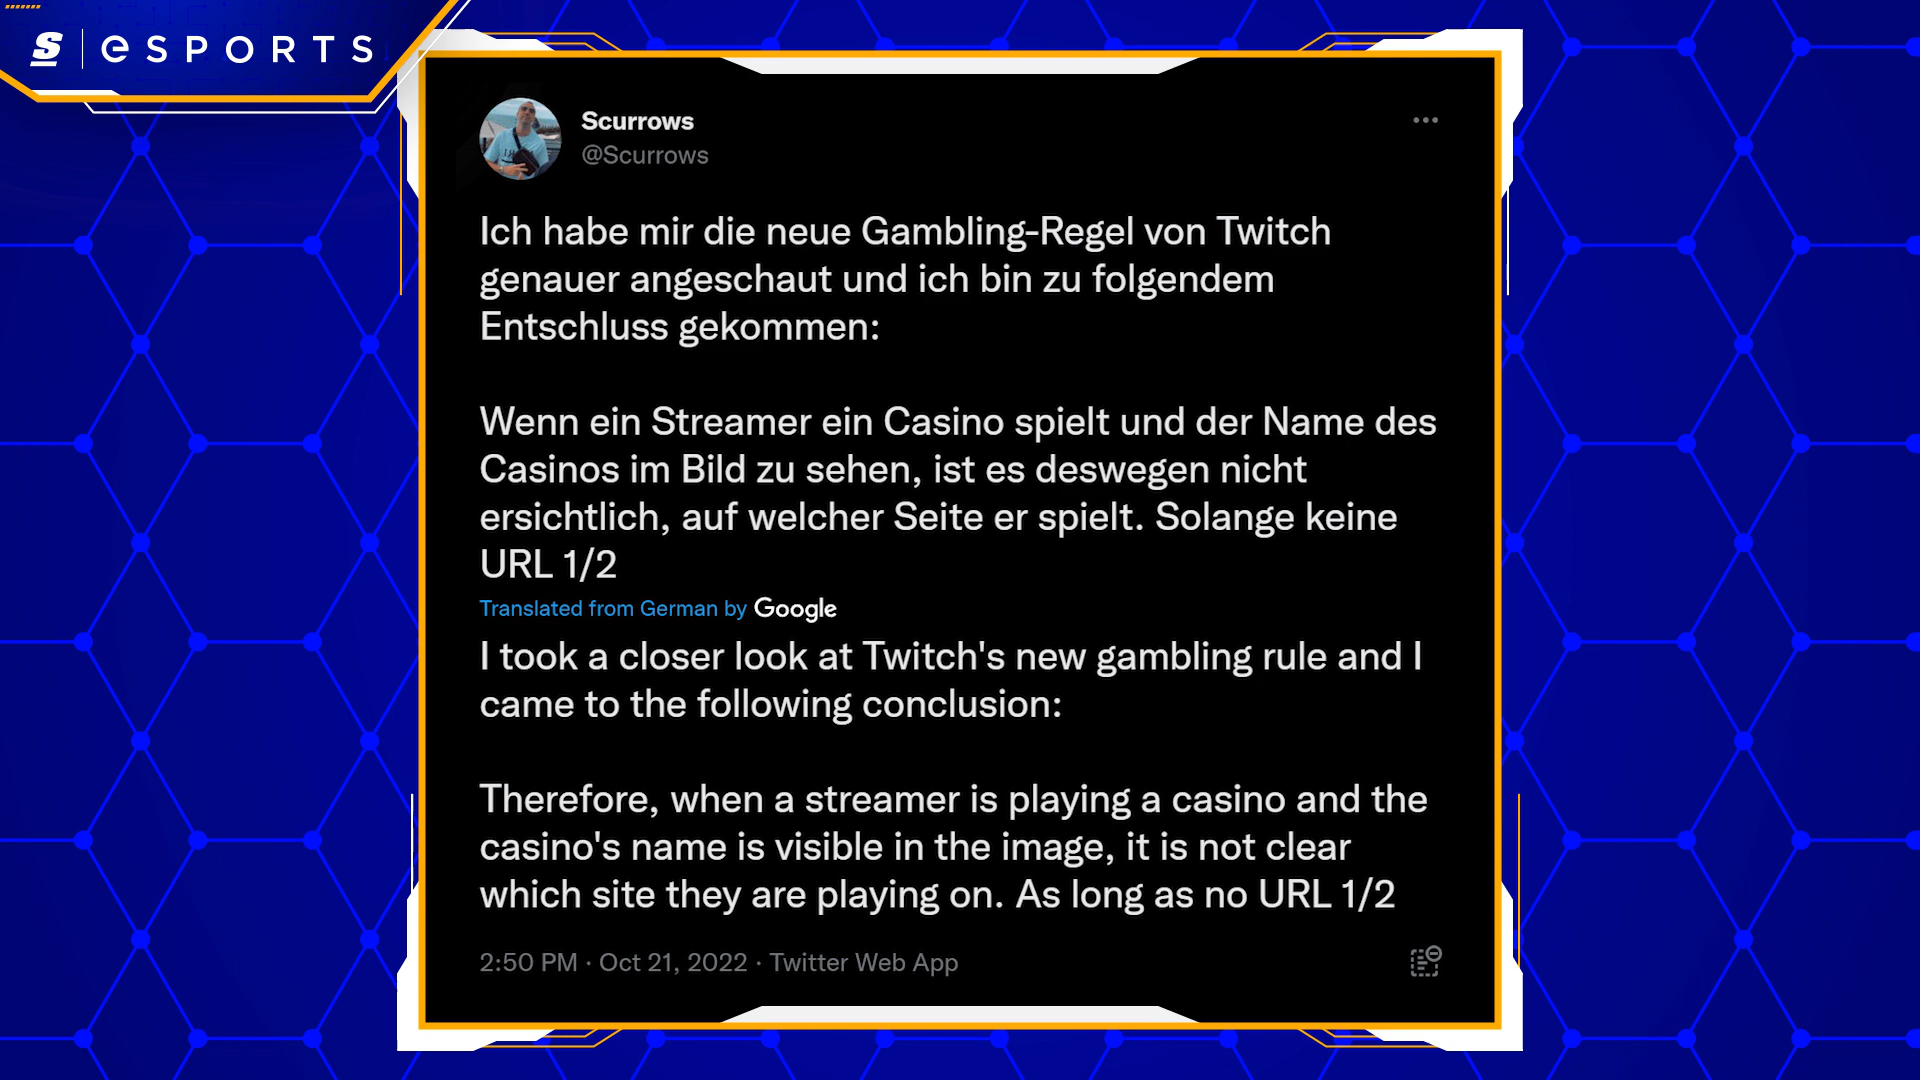 S | eSPORTS
Scurrows
@Scurrows
Ich habe mir die neue Gambling-Regel von Twitch
genauer angeschaut und ich bin zu folgendem
Entschluss gekommen:
Wenn ein Streamer ein Casino spielt und der Name des
Casinos im Bild zu sehen, ist es deswegen nicht
ersichtlich, auf welcher Seite er spielt. Solange keine
URL 1/2
Translated from German by Google
I took a closer look at Twitch's new gambling rule and I
came to the following conclusion:
Therefore, when a streamer is playing a casino and the
casino's name is visible in the image, it is not clear
which site they are playing on. As long as no URL 1/2
2:50 PM · Oct 21, 2022 · Twitter Web App